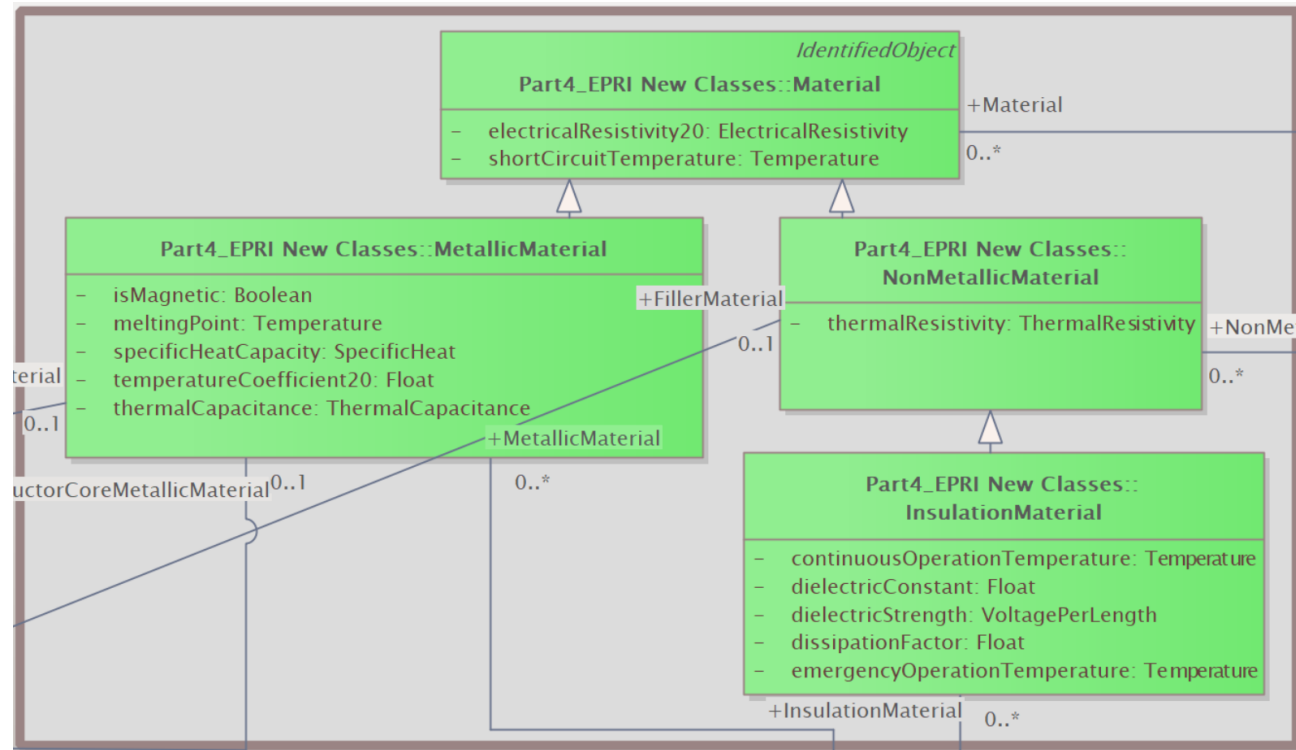 IdentifiedObject
Part4_EPRI New Classes::Material
- electricalResistivity20: ElectricalResistivity
- shortCircuitTemperature: Temperature
+Material
0..*
Part4_EPRI New Classes::MetallicMaterial
- isMagnetic: Boolean
- meltingPoint: Temperature
- specificHeatCapacity: SpecificHeat
- temperatureCoefficient20: Float
- thermalCapacitance: ThermalCapacitance
Part4_EPRI New Classes::
NonMetallicMaterial
- thermalResistivity: ThermalResistivity
+FillerMaterial
0..1
+NonMet
0..*
terial
0..1
+MetallicMaterial
0..*
uctorCoreMetallicMaterial
0..1
Part4_EPRI New Classes::
InsulationMaterial
- continuousOperationTemperature: Temperature
- dielectricConstant: Float
- dielectricStrength: VoltagePerLength
- dissipationFactor: Float
- emergencyOperationTemperature: Temperature
+InsulationMaterial
0..*